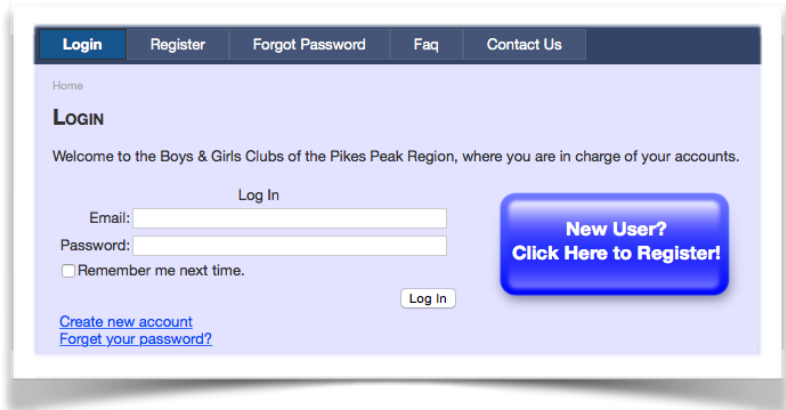 Login Register Forgot Password Faq Contact Us
Home
LOGIN
Welcome to the Boys & Girls Clubs of the Pikes Peak Region, where you are in charge of your accounts.
Log In
Email:
Password:
Remember me next time.
Log In
Create new account
Forget your password?
New User?
Click Here to Register!